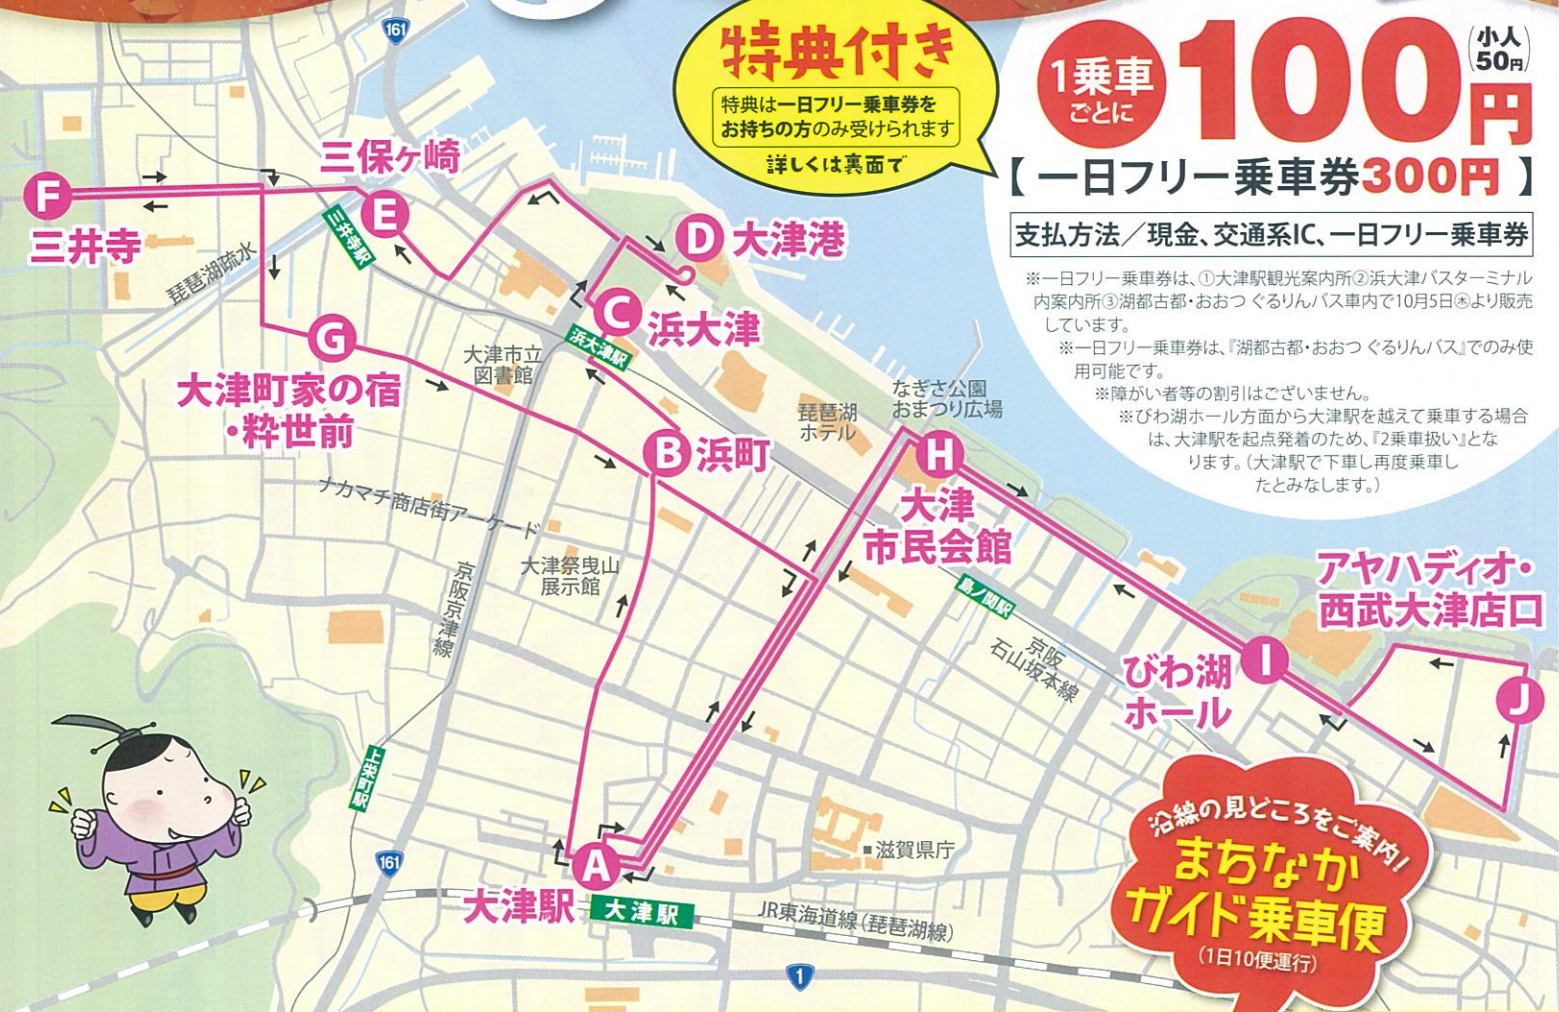 161
特典付き
特典は一日フリー乗車券を
お持ちの方のみ受けられます
詳しくは裏面で
1乗車
ごとに
100円
(小人
50円)
【 一日フリー乗車券300円 】
支払方法／現金、交通系IC、一日フリー乗車券
※一日フリー乗車券は、①大津駅観光案内所②浜大津バスターミナル
内案内所③湖都古都・おおつ ぐるりんバス車内で10月5日㊍より販売
しています。
※一日フリー乗車券は、『湖都古都・おおつ ぐるりんバス』でのみ使
用可能です。
※障がい者等の割引はございません。
※びわ湖ホール方面から大津駅を越えて乗車する場合
は、大津駅を起点発着のため、『2乗車扱い』とな
ります。(大津駅で下車し再度乗車し
たとみなします。)
三保ヶ崎
F
三井寺
E
三井寺駅
琵琶湖疏水
D
大津港
C
浜大津
浜大津駅
G
大津町家の宿
・粋世前
大津市立
図書館
B
浜町
琵琶湖
ホテル
なぎさ公園
おまつり広場
H
大津
市民会館
ナカマチ商店街アーケード
大津祭曳山
展示館
京阪京津線
島ノ関駅
京阪
石山坂本線
アヤハディオ・
西武大津店口
I
びわ湖
ホール
J
上栄町駅
161
A
大津駅
大津駅
滋賀県庁
JR東海道線(琵琶湖線)
1
沿線の見どころをご案内!
まちなか
ガイド乗車便
(1日10便運行)